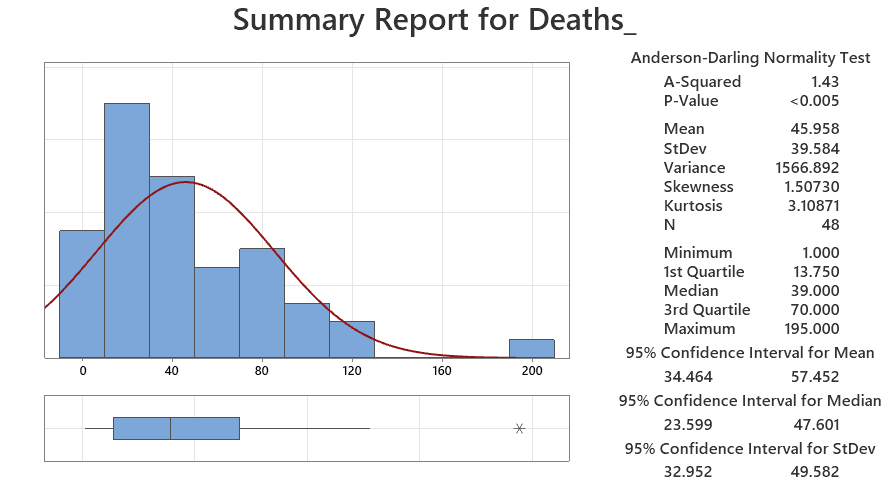 Summary Report for Deaths_
Anderson-Darling Normality Test
A-Squared 1.43
P-Value <0.005
Mean 45.958
StDev 39.584
Variance 1566.892
Skewness 1.50730
Kurtosis 3.10871
N 48
Minimum 1.000
1st Quartile 13.750
Median 39.000
3rd Quartile 70.000
Maximum 195.000
95% Confidence Interval for Mean
34.464 57.452
95% Confidence Interval for Median
23.599 47.601
95% Confidence Interval for StDev
32.952 49.582
0 40 80 120 160 200